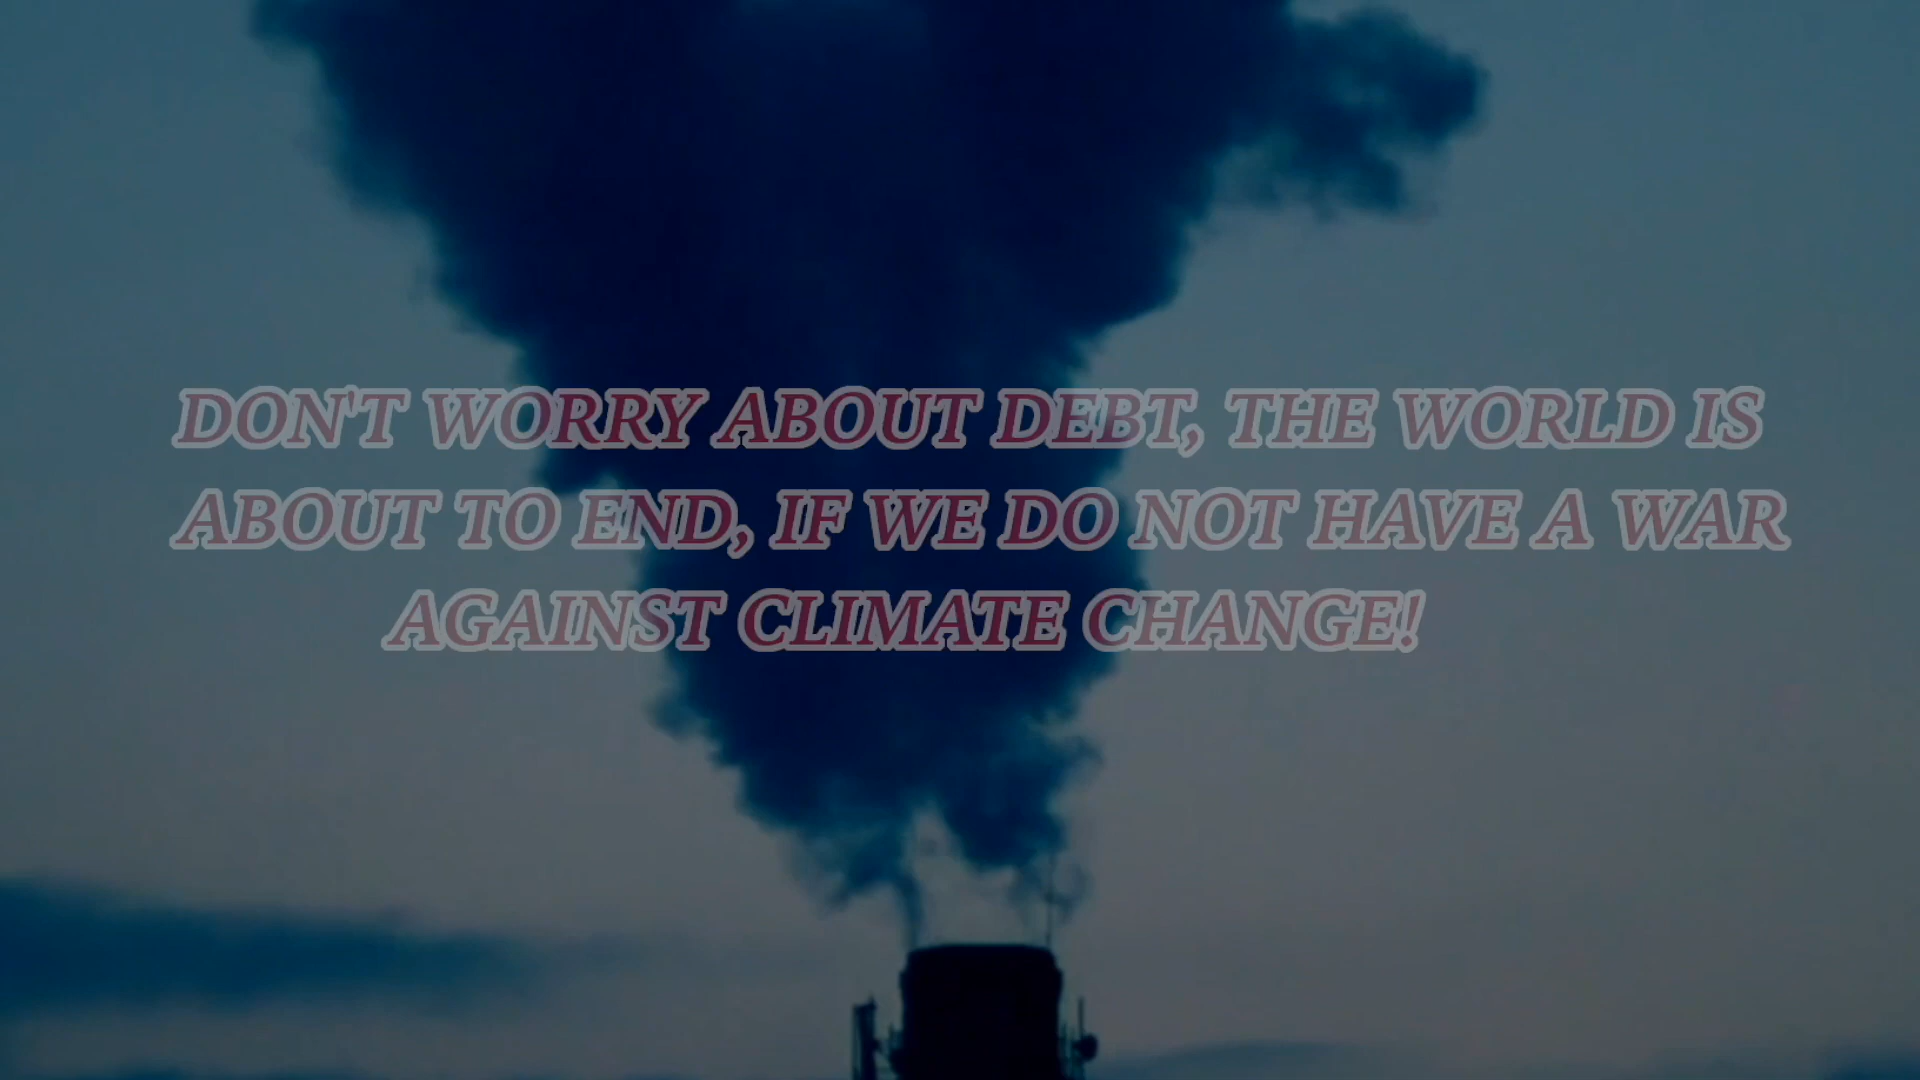 DON'T WORRY ABOUT DEBT, THE WORLD IS
ABOUT TO END, IF WE DO NOT HAVE A WAR
AGAINST CLIMATE CHANGE!